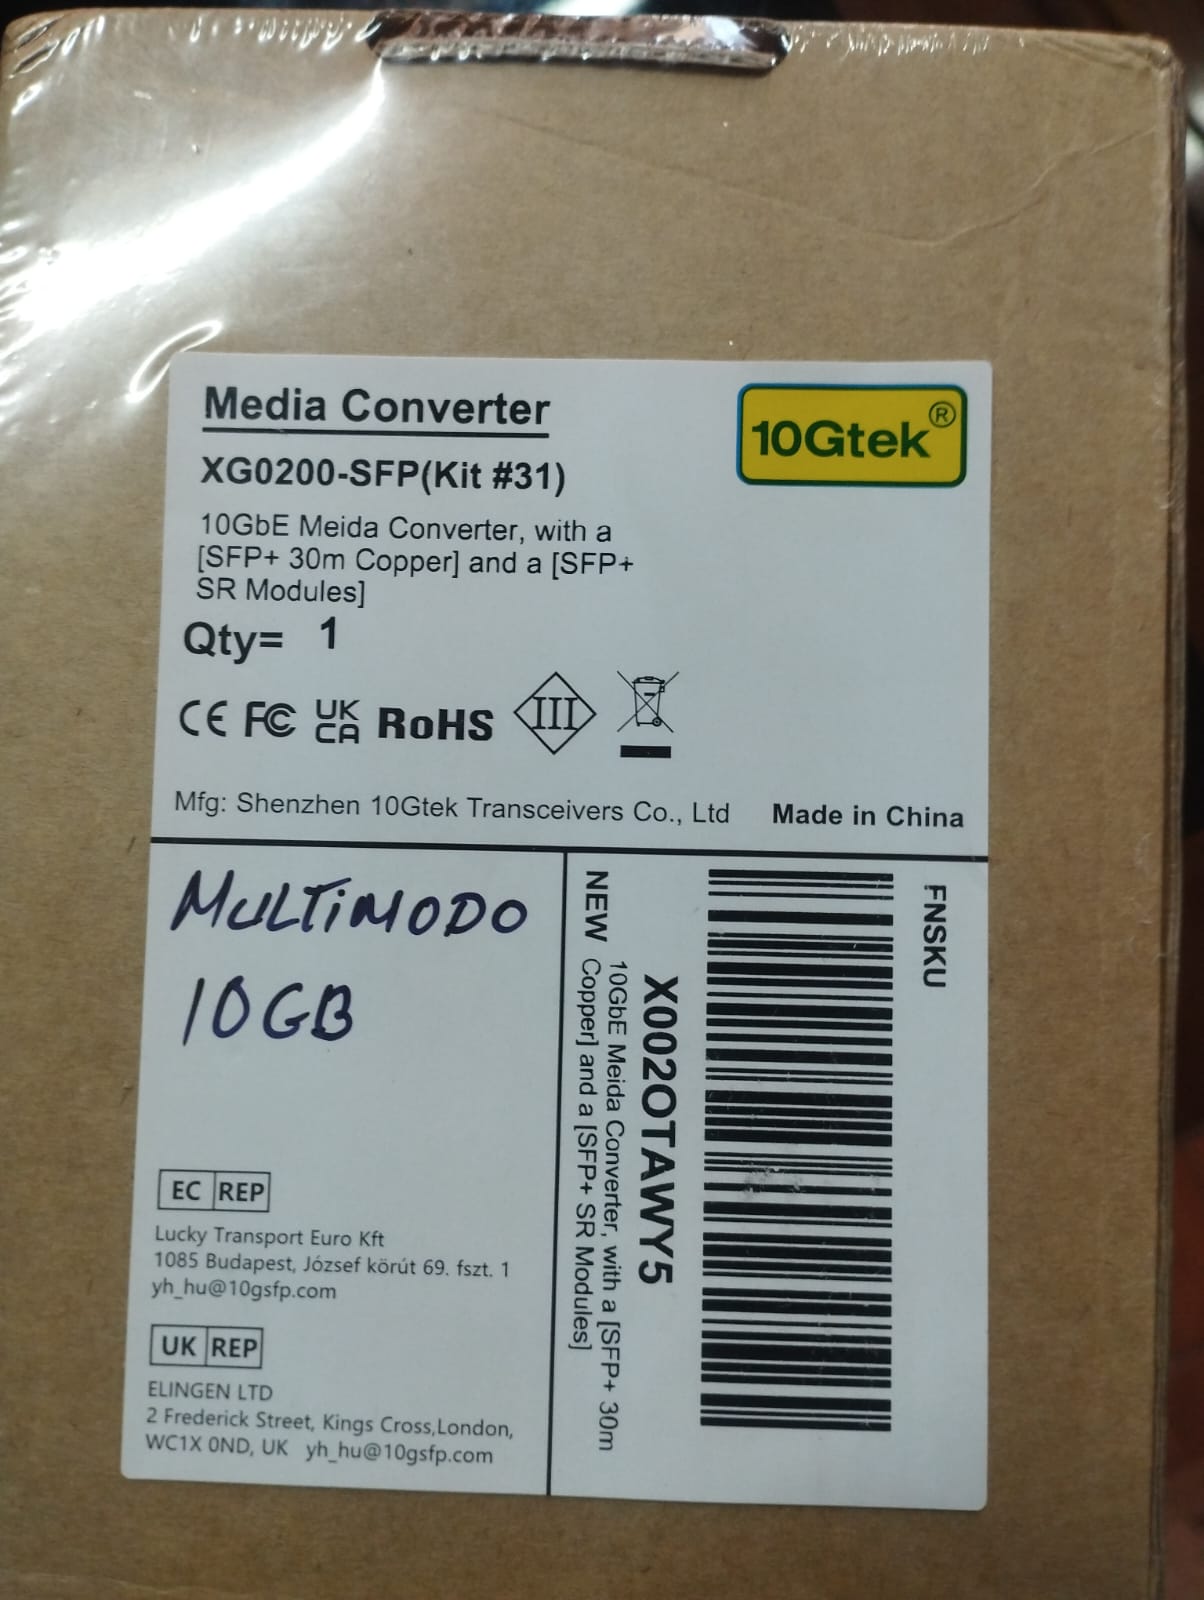 Media Converter
10Gtek®
XG0200-SFP(Kit #31)
10GbE Meida Converter, with a
[SFP+ 30m Copper] and a [SFP+
SR Modules]
Qty= 1
CE FC UK CA RoHS III
Mfg: Shenzhen 10Gtek Transceivers Co., Ltd Made in China
MULTiMODO
10GB
EC REP
Lucky Transport Euro Kft
1085 Budapest, József körút 69. fszt. 1
yh_hu@10gsfp.com
UK REP
ELINGEN LTD
2 Frederick Street, Kings Cross,London,
WC1X 0ND, UK yh_hu@10gsfp.com
FNSKU
X002OTAWY5
NEW 10GbE Meida Converter, with a [SFP+ 30m
Copper] and a [SFP+ SR Modules]